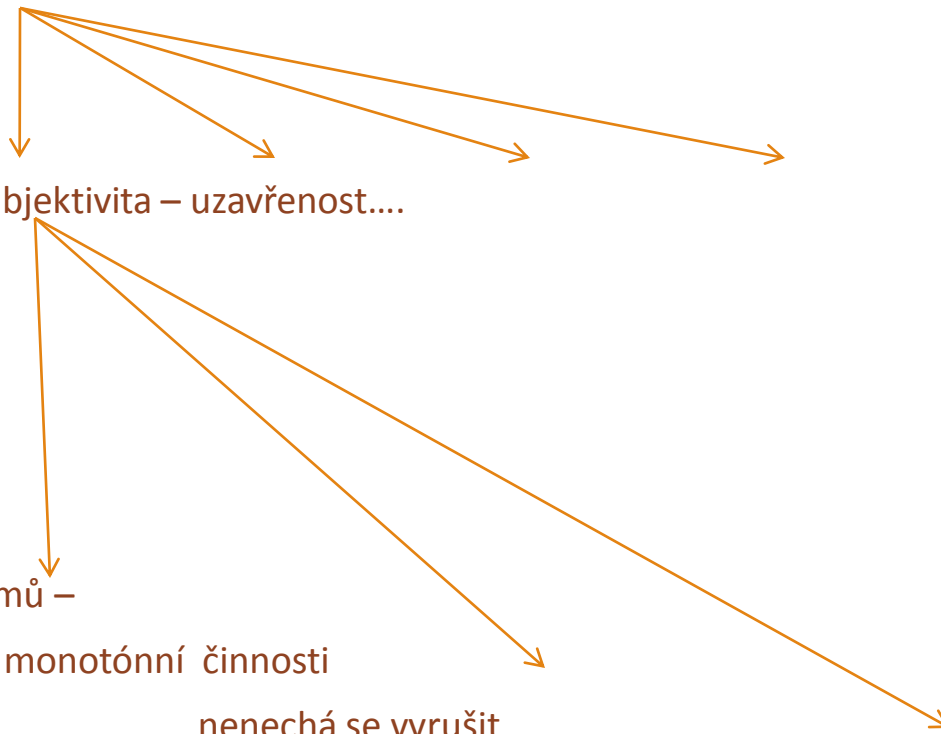 bjektivita – uzavřenost….
mů –
monotónní činnosti
nenechá se vyrušit